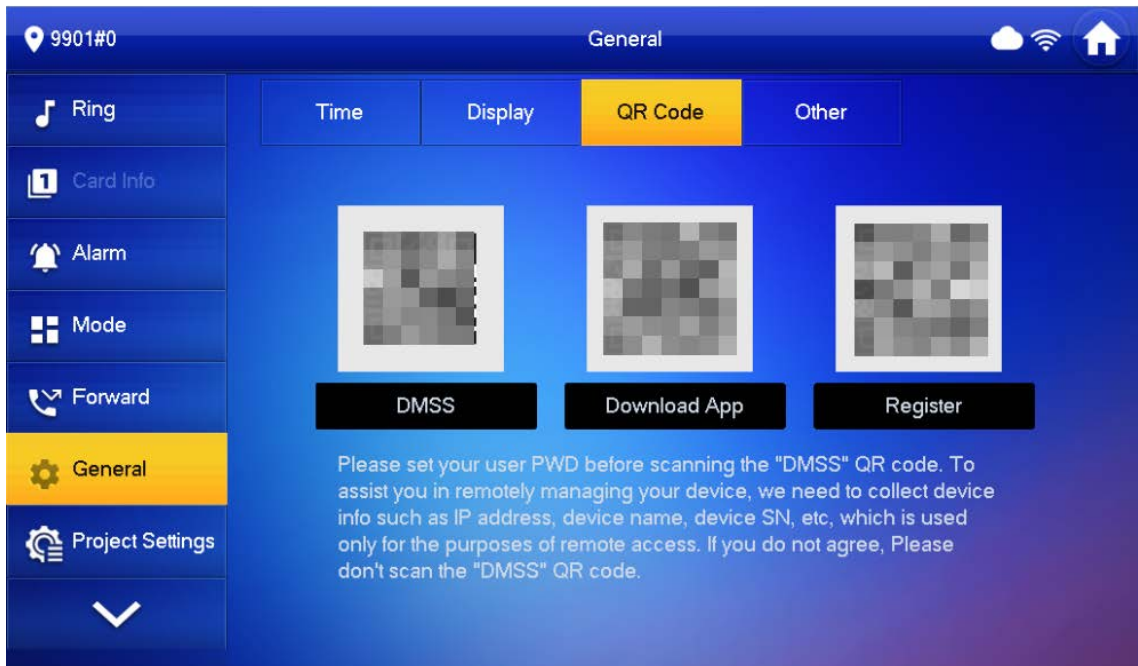 9901#0
General
Ring
Card Info
Alarm
Mode
Forward
General
Project Settings
Time
Display
QR Code
Other
DMSS
Download App
Register
Please set your user PWD before scanning the "DMSS" QR code. To
assist you in remotely managing your device, we need to collect device
info such as IP address, device name, device SN, etc, which is used
only for the purposes of remote access. If you do not agree, Please
don't scan the "DMSS" QR code.